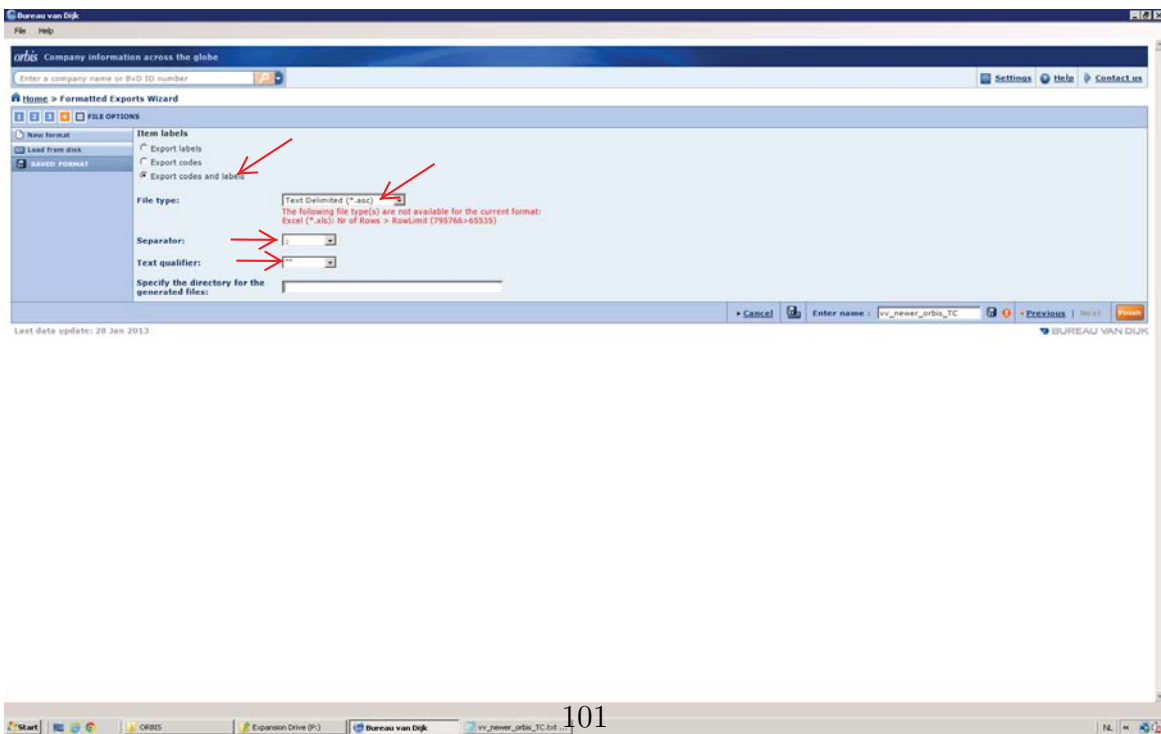 Bureau van Dijk
File Help
orbis Company information across the globe
Enter a company name or BvD ID number
Settings Help Contact us
Home > Formatted Exports Wizard
1 2 3 4 FILE OPTIONS
New format
Load from disk
SAVED FORMAT
Item labels
Export labels
Export codes
Export codes and labels
File type: Text Delimited (*.asc)
The following file type(s) are not available for the current format:
Excel (*.xls): Nr of Rows > RowLimit (795766>65535)
Separator: ;
Text qualifier: ""
Specify the directory for the
generated files:
Cancel Enter name : vv_newer_orbis_TC Previous | Next Finish
Last data update: 28 Jan 2013
BUREAU VAN DIJK
Start ORBIS Expansion Drive (P:) Bureau van Dijk vv_newer_orbis_TC.txt ... NL «
101